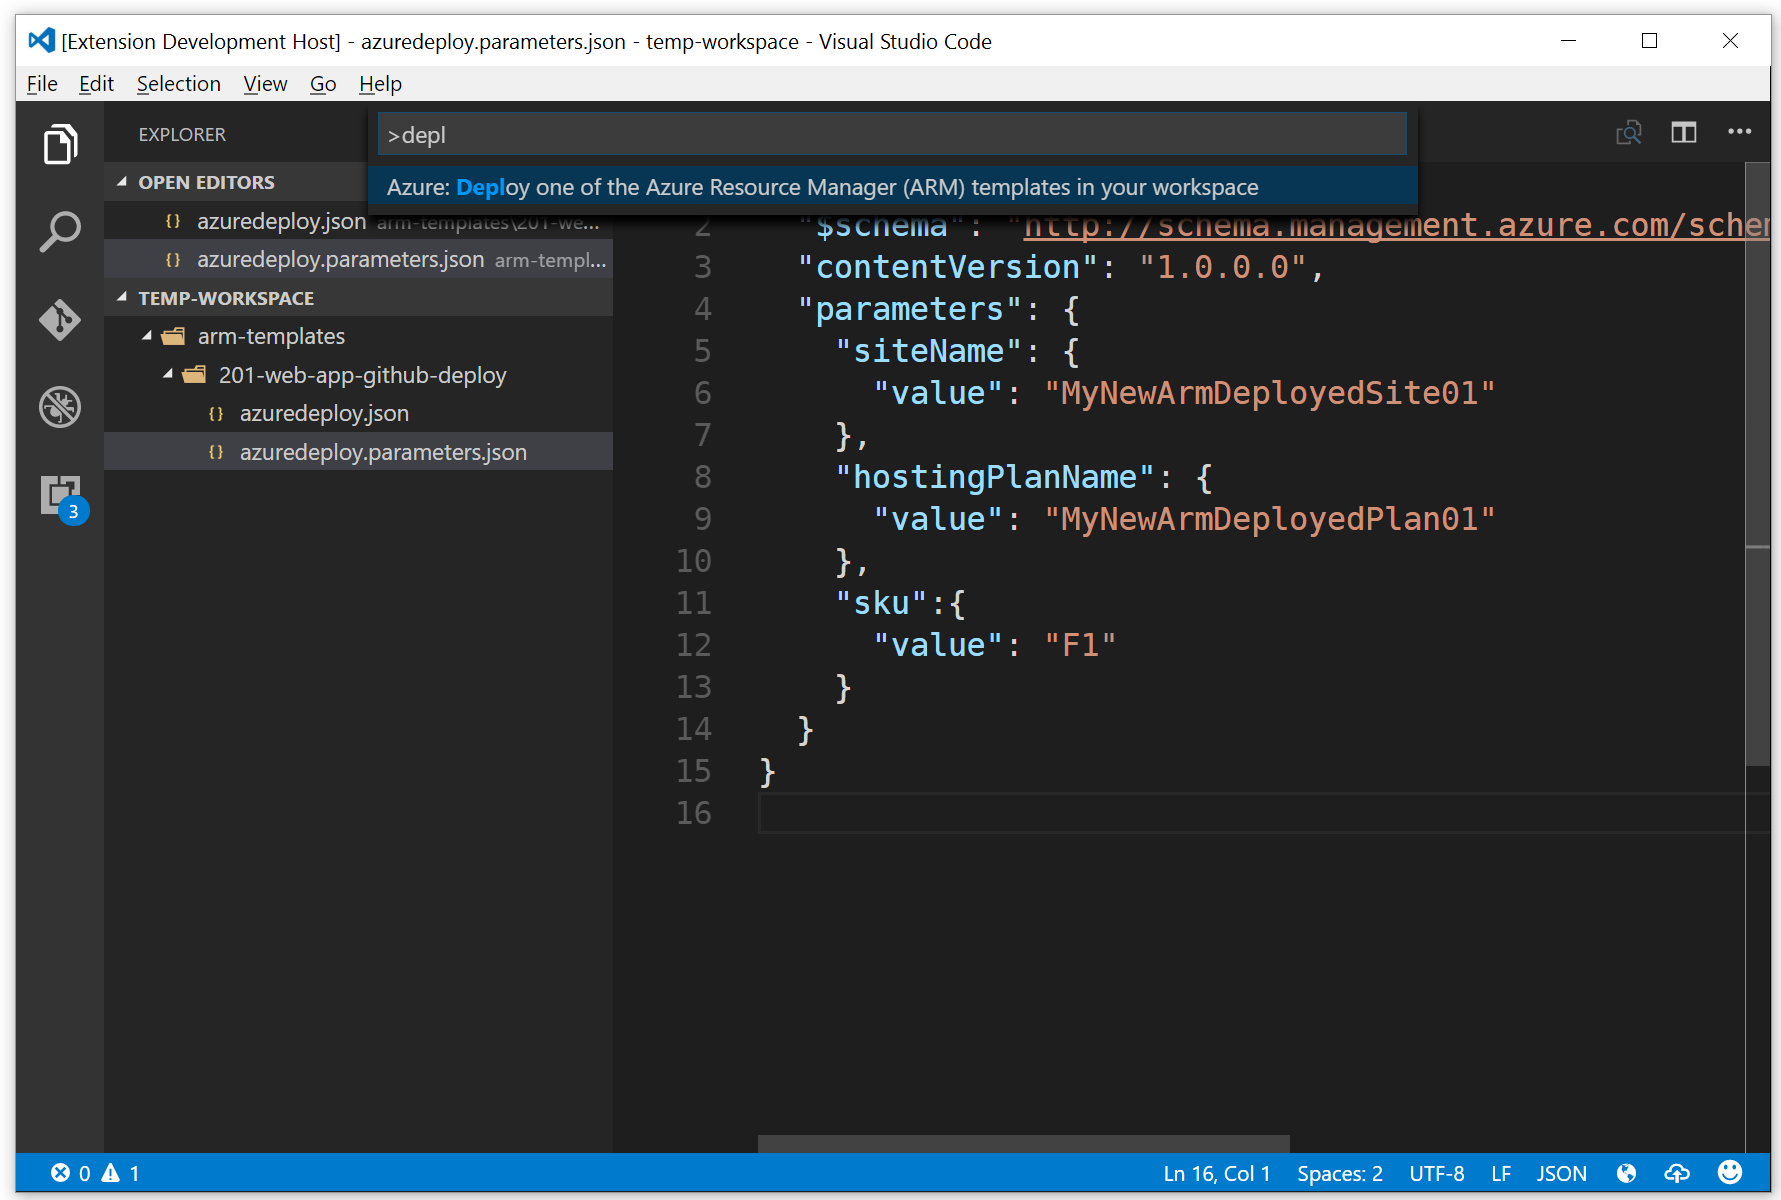 [Extension Development Host] - azuredeploy.parameters.json - temp-workspace - Visual Studio Code
File Edit Selection View Go Help
EXPLORER
>depl
Azure: Deploy one of the Azure Resource Manager (ARM) templates in your workspace
OPEN EDITORS
{} azuredeploy.json arm-templates\201-we...
{} azuredeploy.parameters.json arm-templ...
TEMP-WORKSPACE
arm-templates
201-web-app-github-deploy
{} azuredeploy.json
{} azuredeploy.parameters.json
3
2 "$schema": "http://schema.management.azure.com/schem
3 "contentVersion": "1.0.0.0",
4 "parameters": {
5 "siteName": {
6 "value": "MyNewArmDeployedSite01"
7 },
8 "hostingPlanName": {
9 "value": "MyNewArmDeployedPlan01"
10 },
11 "sku":{
12 "value": "F1"
13 }
14 }
15 }
16
0 1
Ln 16, Col 1 Spaces: 2 UTF-8 LF JSON